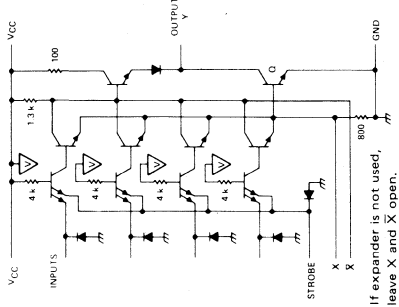 VCC
VCC
1.3 k
100
V
V
V
V
4 k
4 k
4 k
4 k
INPUTS
OUTPUT
Y
Q
GND
800
STROBE
X
X̅
If expander is not used,
leave X and X̅ open.